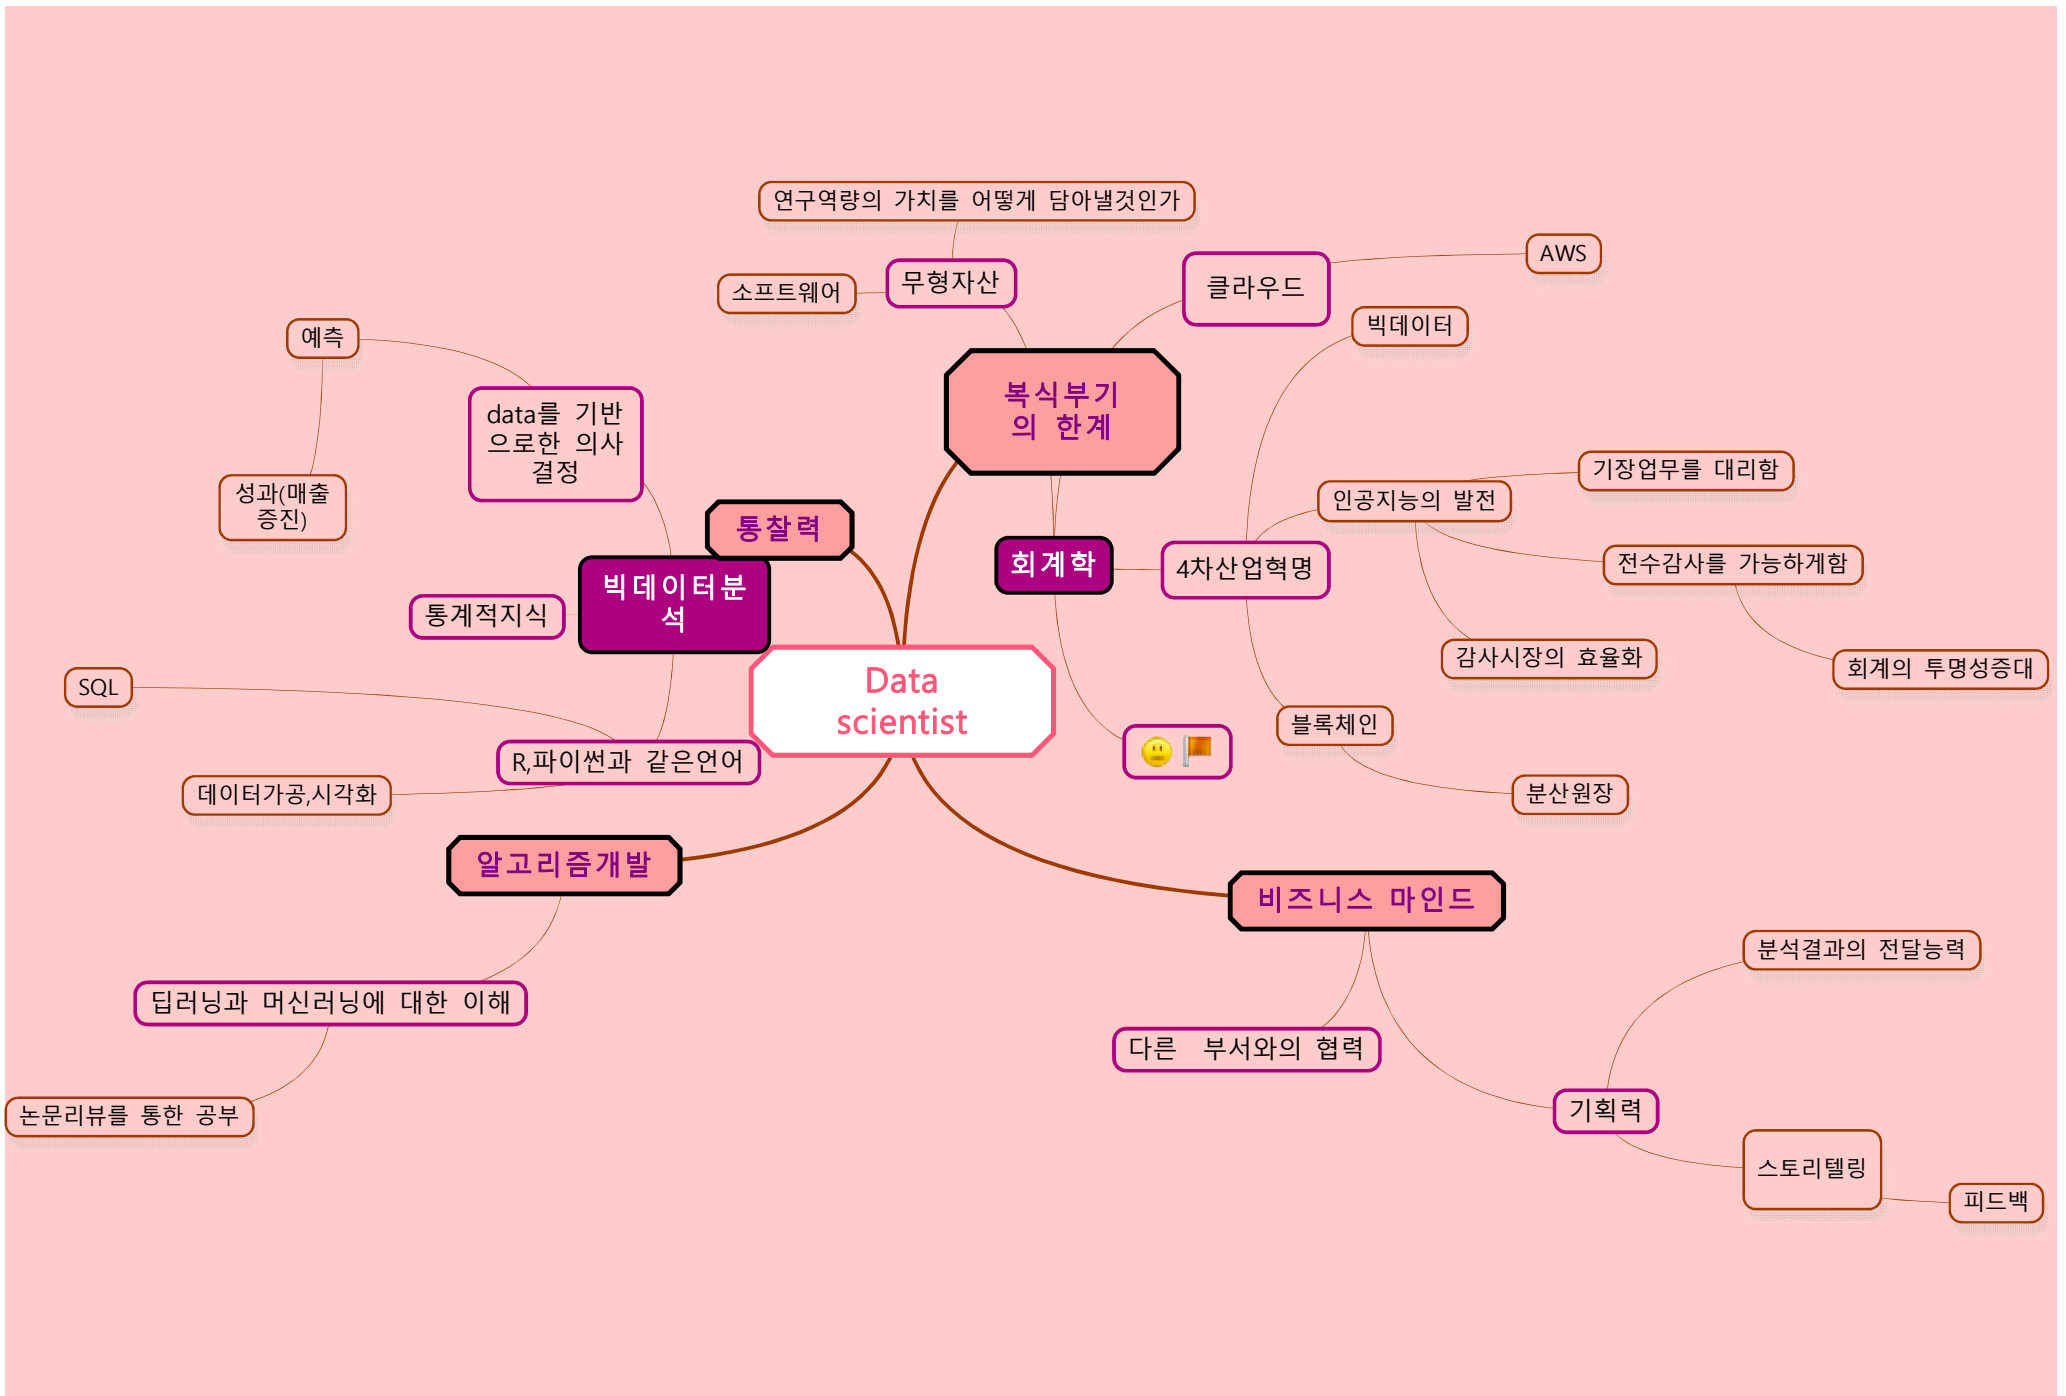 연구역량의 가치를 어떻게 담아낼것인가
AWS
클라우드
무형자산
소프트웨어
빅데이터
예측
복식부기
의 한계
data를 기반
으로한 의사
결정
기장업무를 대리함
인공지능의 발전
성과(매출
증진)
통찰력
회계학
4차산업혁명
전수감사를 가능하게함
빅데이터분
석
통계적지식
감사시장의 효율화
회계의 투명성증대
SQL
Data
scientist
블록체인
R,파이썬과 같은언어
데이터가공,시각화
분산원장
알고리즘개발
비즈니스 마인드
분석결과의 전달능력
딥러닝과 머신러닝에 대한 이해
다른 부서와의 협력
논문리뷰를 통한 공부
기획력
스토리텔링
피드백